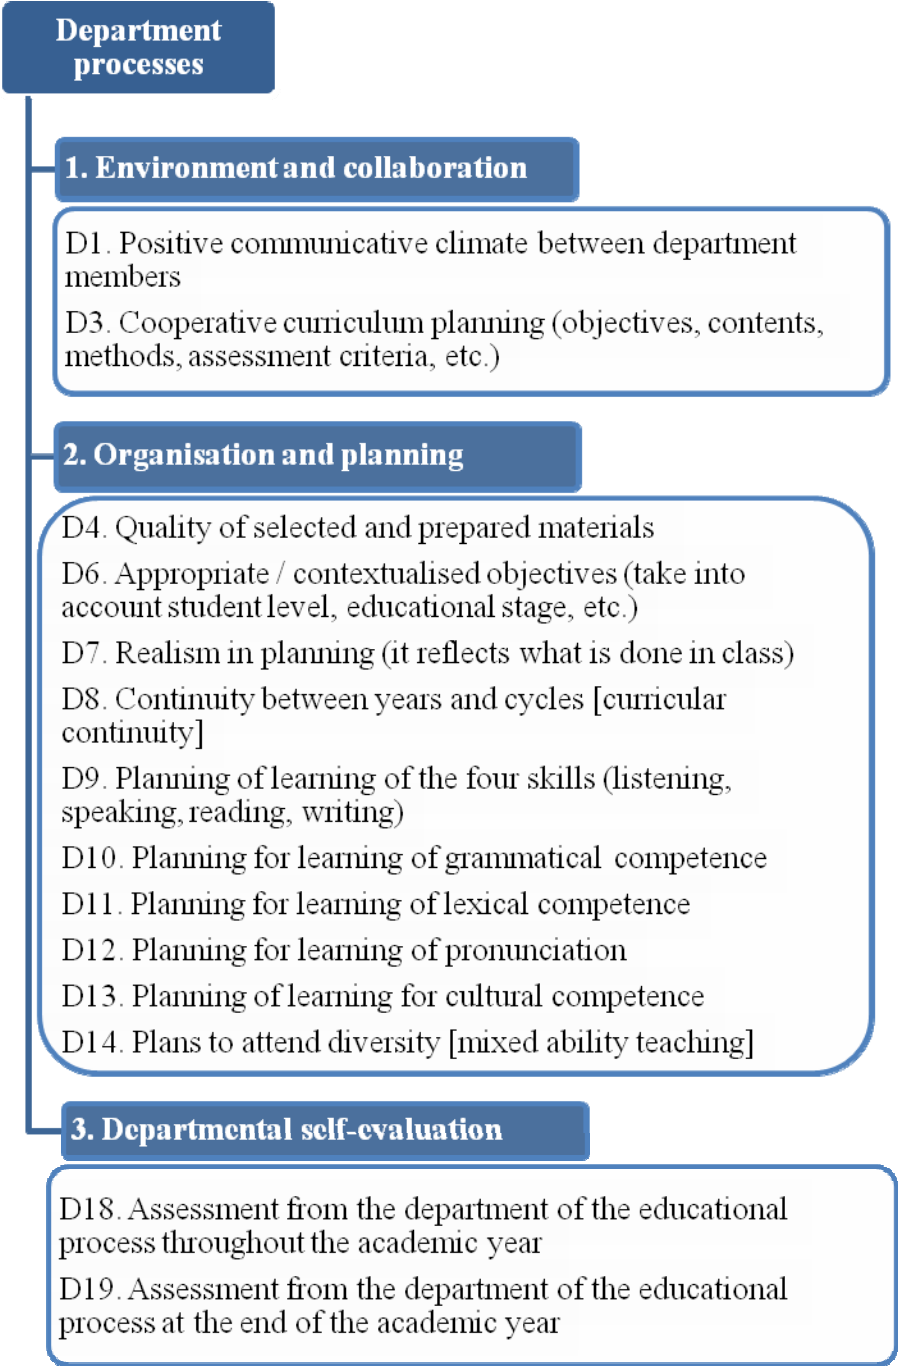 Department
processes
1. Environment and collaboration
D1. Positive communicative climate between department
members
D3. Cooperative curriculum planning (objectives, contents,
methods, assessment criteria, etc.)
2. Organisation and planning
D4. Quality of selected and prepared materials
D6. Appropriate / contextualised objectives (take into
account student level, educational stage, etc.)
D7. Realism in planning (it reflects what is done in class)
D8. Continuity between years and cycles [curricular
continuity]
D9. Planning of learning of the four skills (listening,
speaking, reading, writing)
D10. Planning for learning of grammatical competence
D11. Planning for learning of lexical competence
D12. Planning for learning of pronunciation
D13. Planning of learning for cultural competence
D14. Plans to attend diversity [mixed ability teaching]
3. Departmental self-evaluation
D18. Assessment from the department of the educational
process throughout the academic year
D19. Assessment from the department of the educational
process at the end of the academic year